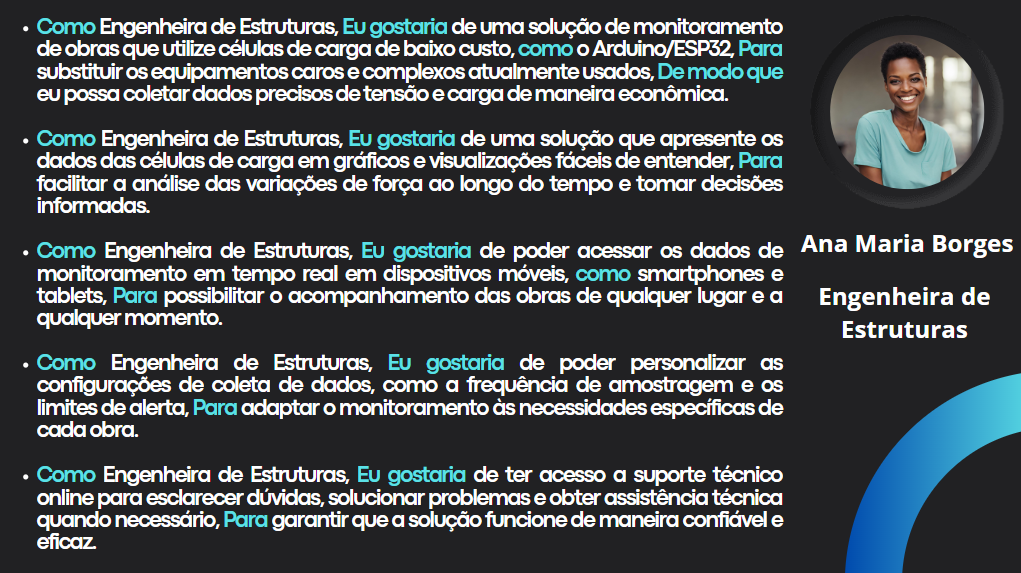 • Como Engenheira de Estruturas, Eu gostaria de uma solução de monitoramento
de obras que utilize células de carga de baixo custo, como o Arduino/ESP32, Para
substituir os equipamentos caros e complexos atualmente usados, De modo que
eu possa coletar dados precisos de tensão e carga de maneira econômica.
• Como Engenheira de Estruturas, Eu gostaria de uma solução que apresente os
dados das células de carga em gráficos e visualizações fáceis de entender, Para
facilitar a análise das variações de força ao longo do tempo e tomar decisões
informadas.
• Como Engenheira de Estruturas, Eu gostaria de poder acessar os dados de
monitoramento em tempo real em dispositivos móveis, como smartphones e
tablets, Para possibilitar o acompanhamento das obras de qualquer lugar e a
qualquer momento.
• Como Engenheira de Estruturas, Eu gostaria de poder personalizar as
configurações de coleta de dados, como a frequência de amostragem e os
limites de alerta, Para adaptar o monitoramento às necessidades específicas de
cada obra.
• Como Engenheira de Estruturas, Eu gostaria de ter acesso a suporte técnico
online para esclarecer dúvidas, solucionar problemas e obter assistência técnica
quando necessário, Para garantir que a solução funcione de maneira confiável e
eficaz.
Ana Maria Borges
Engenheira de
Estruturas